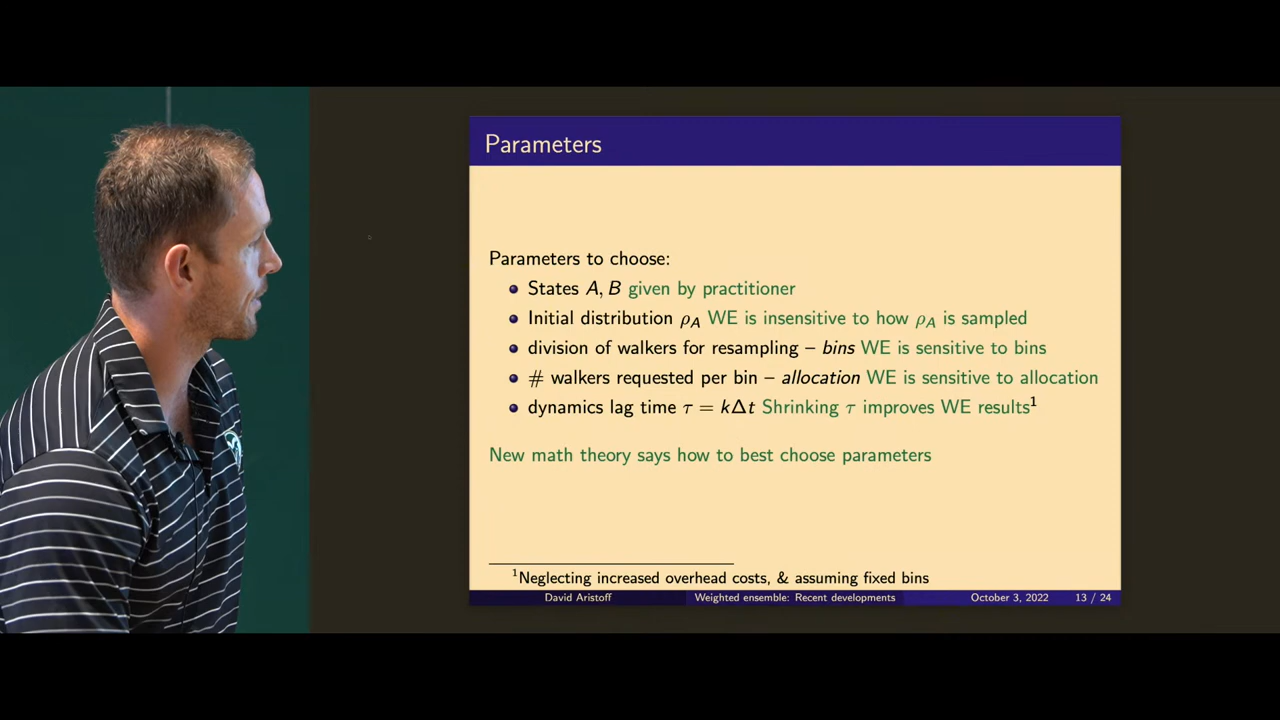 Parameters
Parameters to choose:
States A, B given by practitioner
Initial distribution ρA WE is insensitive to how ρA is sampled
division of walkers for resampling – bins WE is sensitive to bins
# walkers requested per bin – allocation WE is sensitive to allocation
dynamics lag time τ = kΔt Shrinking τ improves WE results¹
New math theory says how to best choose parameters
¹Neglecting increased overhead costs, & assuming fixed bins
David Aristoff Weighted ensemble: Recent developments October 3, 2022 13 / 24